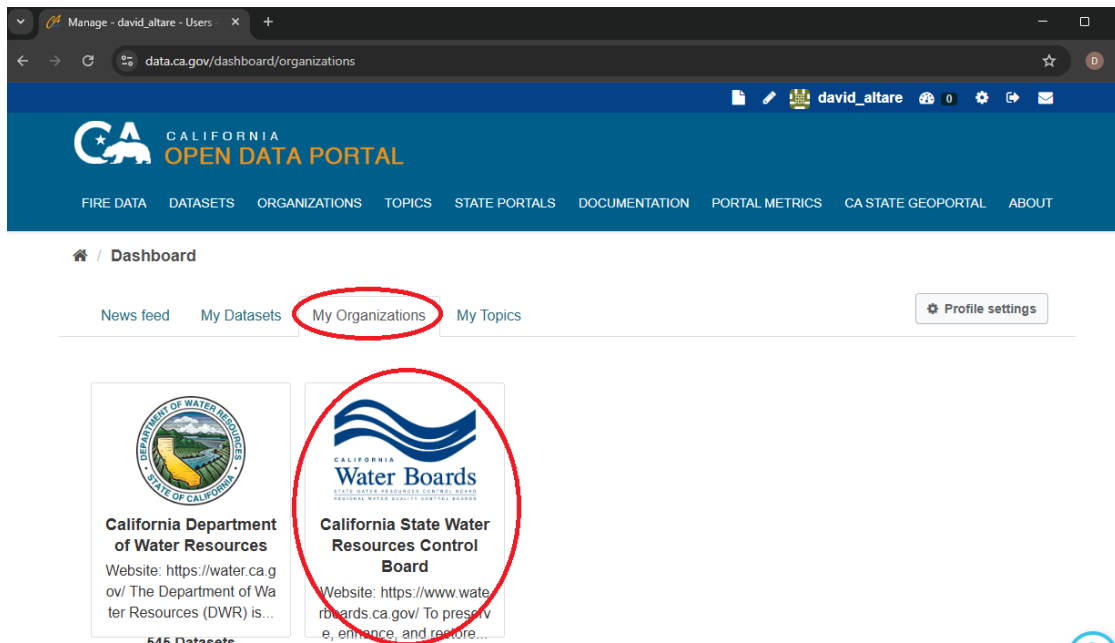 Manage - david_altare - Users -
data.ca.gov/dashboard/organizations
D
david_altare 0
CA CALIFORNIA
OPEN DATA PORTAL
FIRE DATA DATASETS ORGANIZATIONS TOPICS STATE PORTALS DOCUMENTATION PORTAL METRICS CA STATE GEOPORTAL ABOUT
/ Dashboard
News feed My Datasets My Organizations My Topics Profile settings
DEPARTMENT OF WATER RESOURCES
STATE OF CALIFORNIA
California Department
of Water Resources
Website: https://water.ca.g
ov/ The Department of Wa
ter Resources (DWR) is...
545 Datasets
CALIFORNIA
Water Boards
STATE WATER RESOURCES CONTROL BOARD
REGIONAL WATER QUALITY CONTROL BOARDS
California State Water
Resources Control
Board
Website: https://www.wate
rboards.ca.gov/ To preserv
e, enhance, and restore...